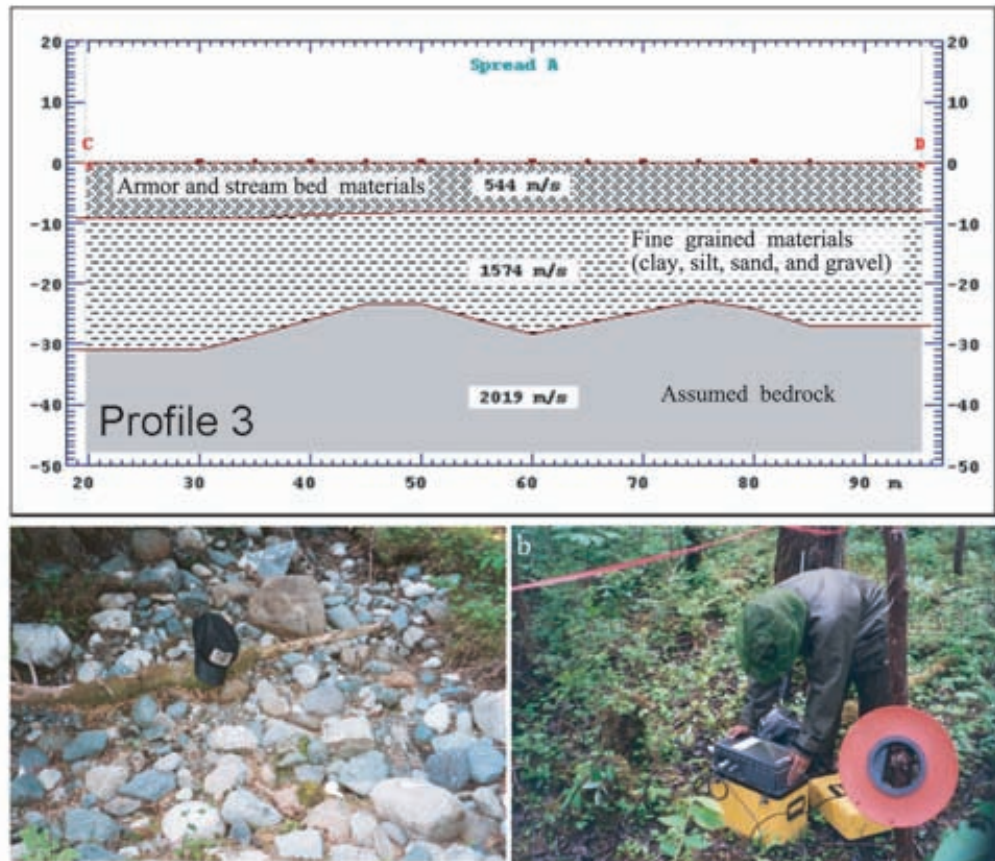 Spread A
20
20
10
10
C
D
0
0
Armor and stream bed materials
544 m/s
-10
-10
Fine grained materials
(clay, silt, sand, and gravel)
1574 m/s
-20
-20
-30
-30
2019 m/s
Assumed bedrock
-40
-40
Profile 3
-50
-50
20 30 40 50 60 70 80 90 m
b